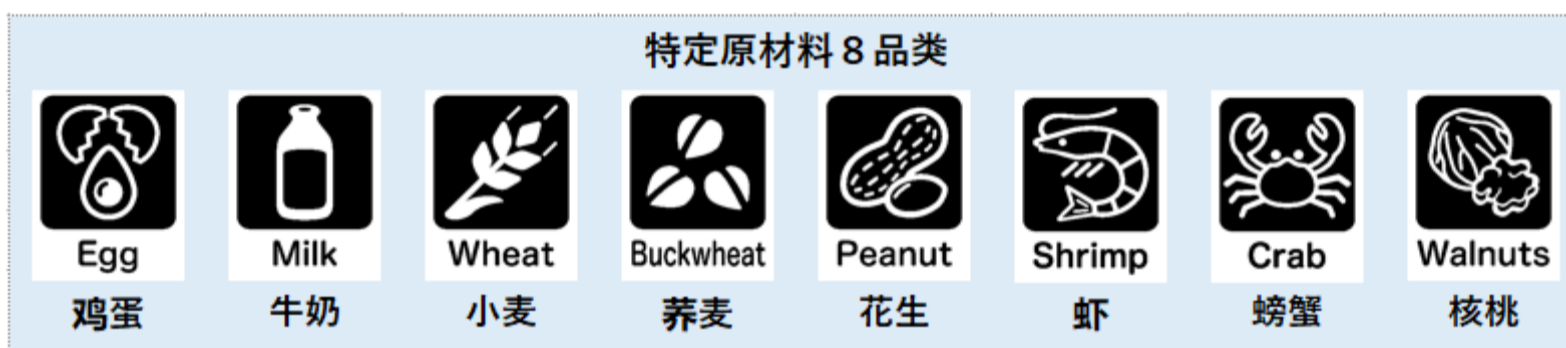 特定原材料８品类
Egg Milk Wheat Buckwheat Peanut Shrimp Crab Walnuts
鸡蛋 牛奶 小麦 荞麦 花生 虾 螃蟹 核桃